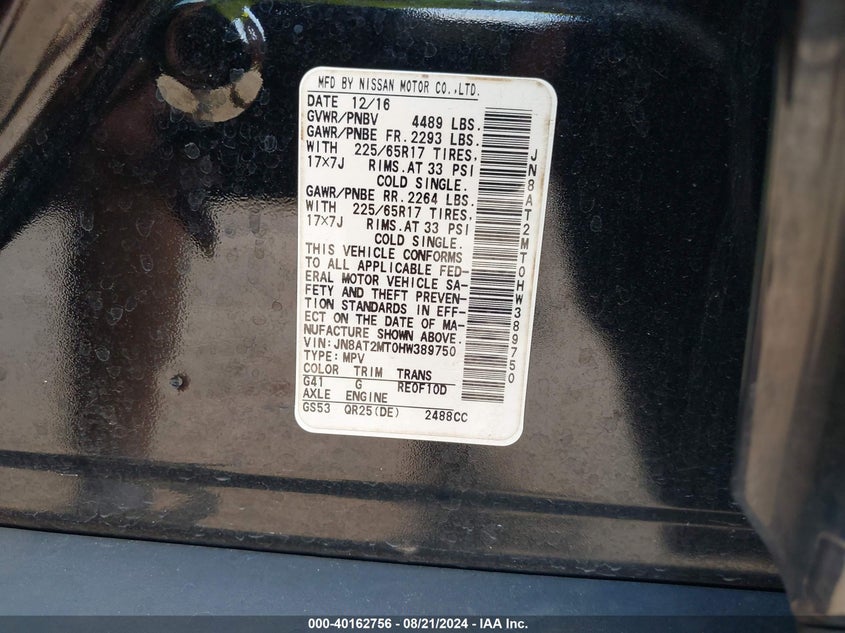 MFD BY NISSAN MOTOR CO.,LTD.
DATE 12/16
GVWR/PNBV 4489 LBS.
GAWR/PNBE FR. 2293 LBS.
WITH 225/65R17 TIRES,
17×7J RIMS.AT 33 PSI
COLD SINGLE.
GAWR/PNBE RR. 2264 LBS.
WITH 225/65R17 TIRES,
17×7J RIMS.AT 33 PSI
COLD SINGLE.
THIS VEHICLE CONFORMS
TO ALL APPLICABLE FED-
ERAL MOTOR VEHICLE SA-
FETY AND THEFT PREVEN-
TION STANDARDS IN EFF-
ECT ON THE DATE OF MA-
NUFACTURE SHOWN ABOVE.
VIN:JN8AT2MT0HW389750
TYPE:MPV
COLOR TRIM TRANS
G41 G RE0F10D
AXLE ENGINE
GS53 QR25(DE) 2488CC
JN8AT2MT0HW389750
000-40162756 - 08/21/2024 - IAA Inc.